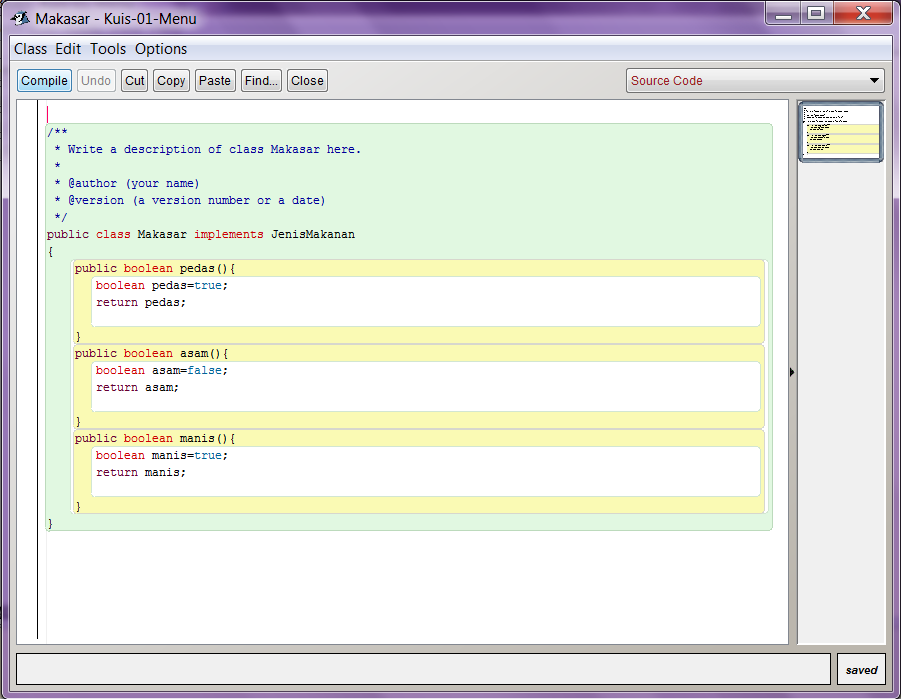 Makasar - Kuis-01-Menu
Class Edit Tools Options
Compile Undo Cut Copy Paste Find... Close Source Code
/**
* Write a description of class Makasar here.
*
* @author (your name)
* @version (a version number or a date)
*/
public class Makasar implements JenisMakanan
{
public boolean pedas(){
boolean pedas=true;
return pedas;
}
public boolean asam(){
boolean asam=false;
return asam;
}
public boolean manis(){
boolean manis=true;
return manis;
}
}
saved